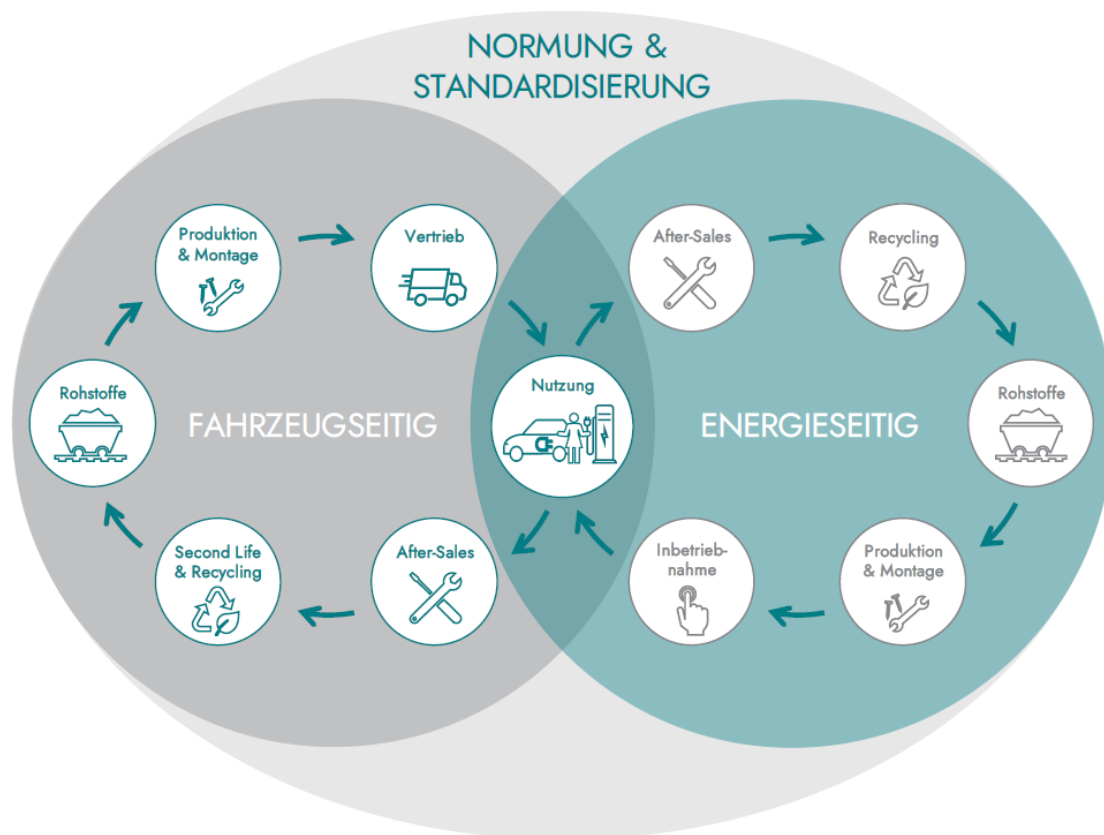 NORMUNG &
STANDARDISIERUNG
Produktion
& Montage
Vertrieb
After-Sales
Recycling
Rohstoffe
FAHRZEUGSEITIG
Nutzung
ENERGIESEITIG
Rohstoffe
Second Life
& Recycling
After-Sales
Inbetrieb-
nahme
Produktion
& Montage